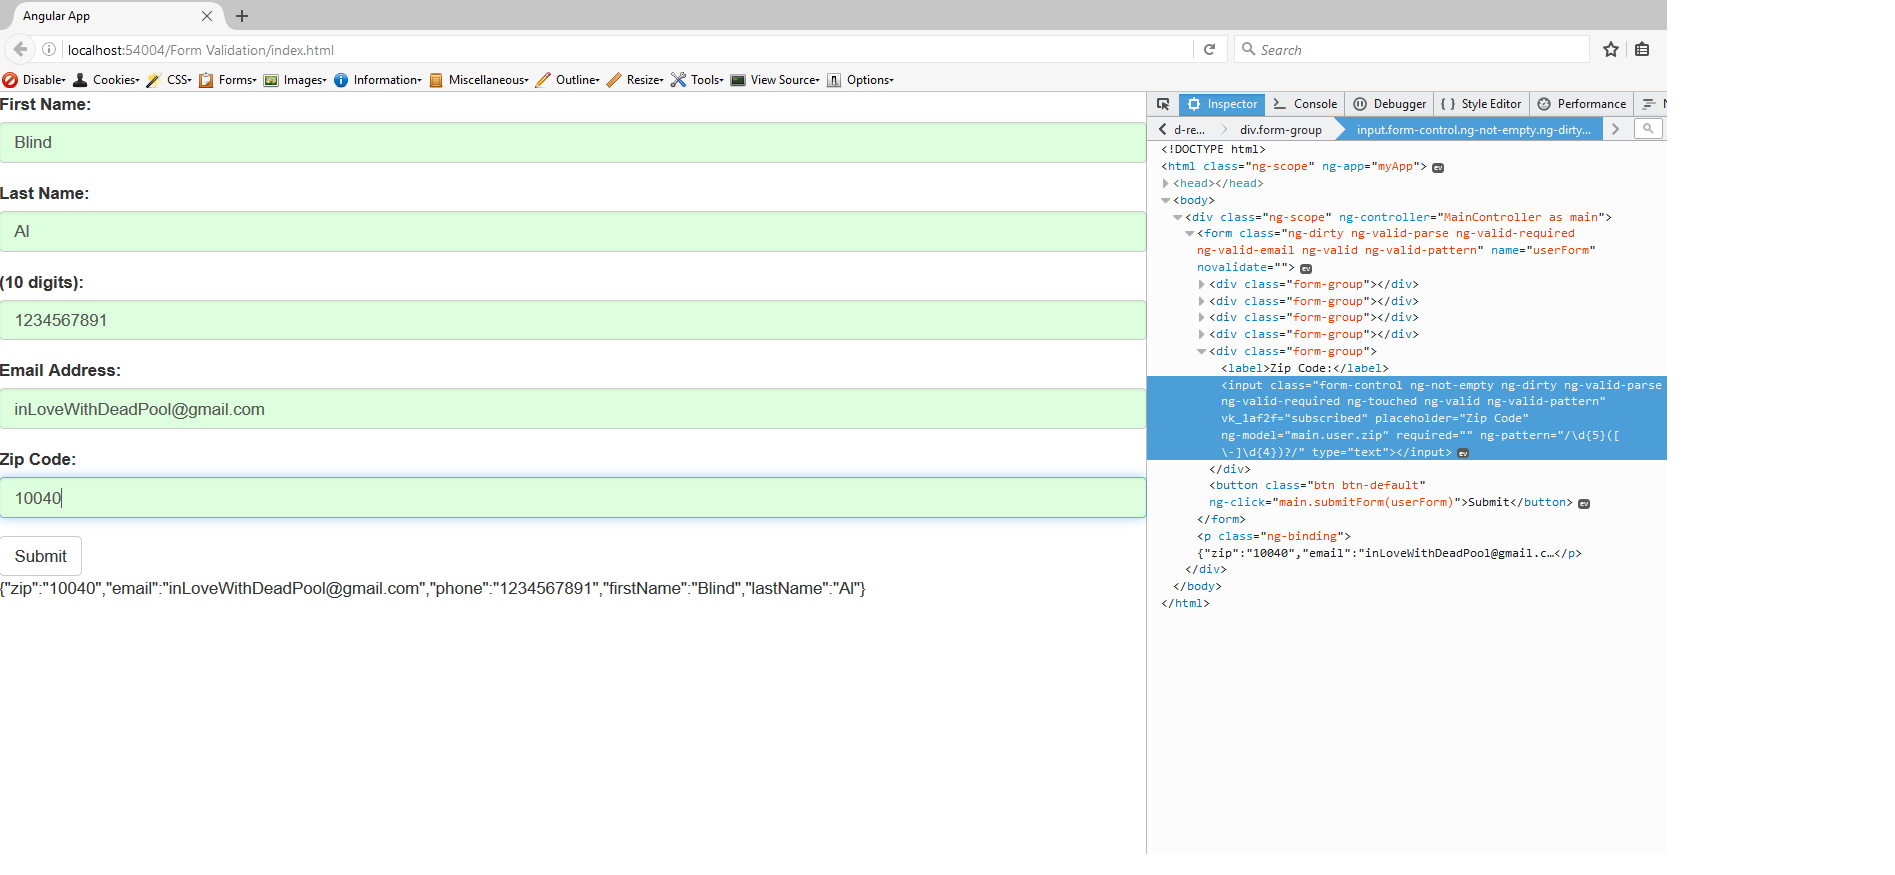 Angular App
localhost:54004/Form Validation/index.html
Search
Disable Cookies CSS Forms Images Information Miscellaneous Outline Resize Tools View Source Options
First Name:
Blind
Last Name:
Al
(10 digits):
1234567891
Email Address:
inLoveWithDeadPool@gmail.com
Zip Code:
10040
Submit
{"zip":"10040","email":"inLoveWithDeadPool@gmail.com","phone":"1234567891","firstName":"Blind","lastName":"Al"}
Inspector Console Debugger { } Style Editor Performance
d-re... div.form-group input.form-control.ng-not-empty.ng-dirty...
<!DOCTYPE html>
<html class="ng-scope" ng-app="myApp"> ev
<head></head>
<body>
<div class="ng-scope" ng-controller="MainController as main">
<form class="ng-dirty ng-valid-parse ng-valid-required
ng-valid-email ng-valid ng-valid-pattern" name="userForm"
novalidate=""> ev
<div class="form-group"></div>
<div class="form-group"></div>
<div class="form-group"></div>
<div class="form-group"></div>
<div class="form-group">
<label>Zip Code:</label>
<input class="form-control ng-not-empty ng-dirty ng-valid-parse
ng-valid-required ng-touched ng-valid ng-valid-pattern"
vk_1af2f="subscribed" placeholder="Zip Code"
ng-model="main.user.zip" required="" ng-pattern="/\d{5}([
\-]\d{4})?/" type="text"></input> ev
</div>
<button class="btn btn-default"
ng-click="main.submitForm(userForm)">Submit</button> ev
</form>
<p class="ng-binding">
{"zip":"10040","email":"inLoveWithDeadPool@gmail.c…</p>
</div>
</body>
</html>